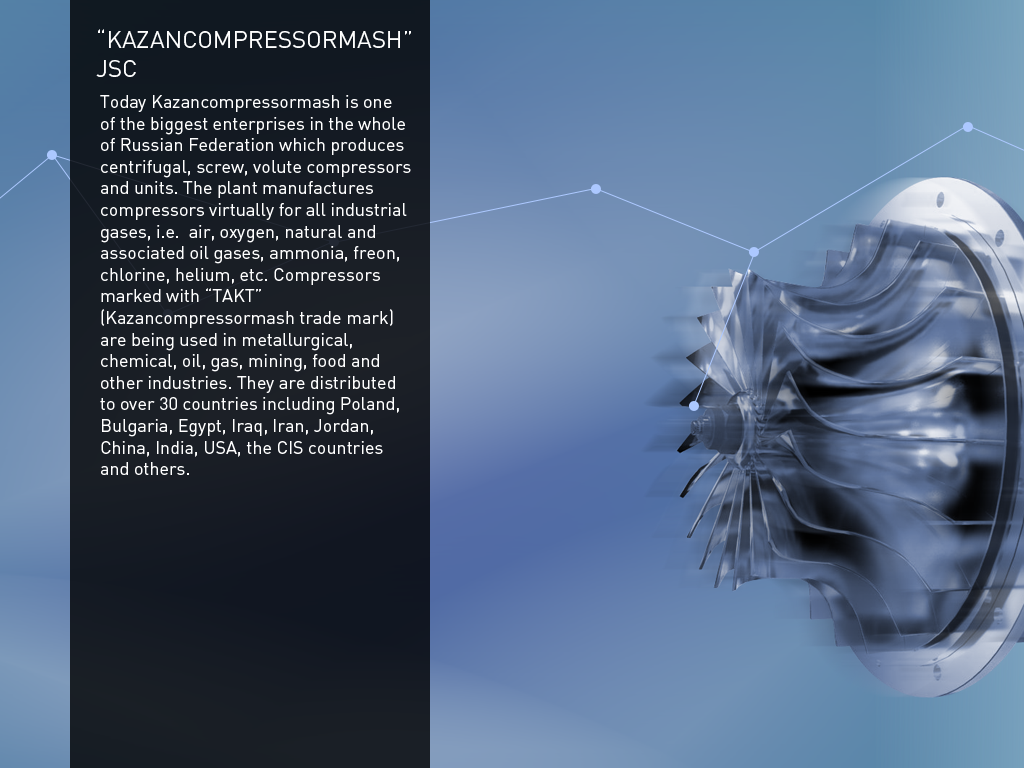 “KAZANCOMPRESSORMASH”
JSC
Today Kazancompressormash is one
of the biggest enterprises in the whole
of Russian Federation which produces
centrifugal, screw, volute compressors
and units. The plant manufactures
compressors virtually for all industrial
gases, i.e.  air, oxygen, natural and
associated oil gases, ammonia, freon,
chlorine, helium, etc. Compressors
marked with “TAKT”
(Kazancompressormash trade mark)
are being used in metallurgical,
chemical, oil, gas, mining, food and
other industries. They are distributed
to over 30 countries including Poland,
Bulgaria, Egypt, Iraq, Iran, Jordan,
China, India, USA, the CIS countries
and others.